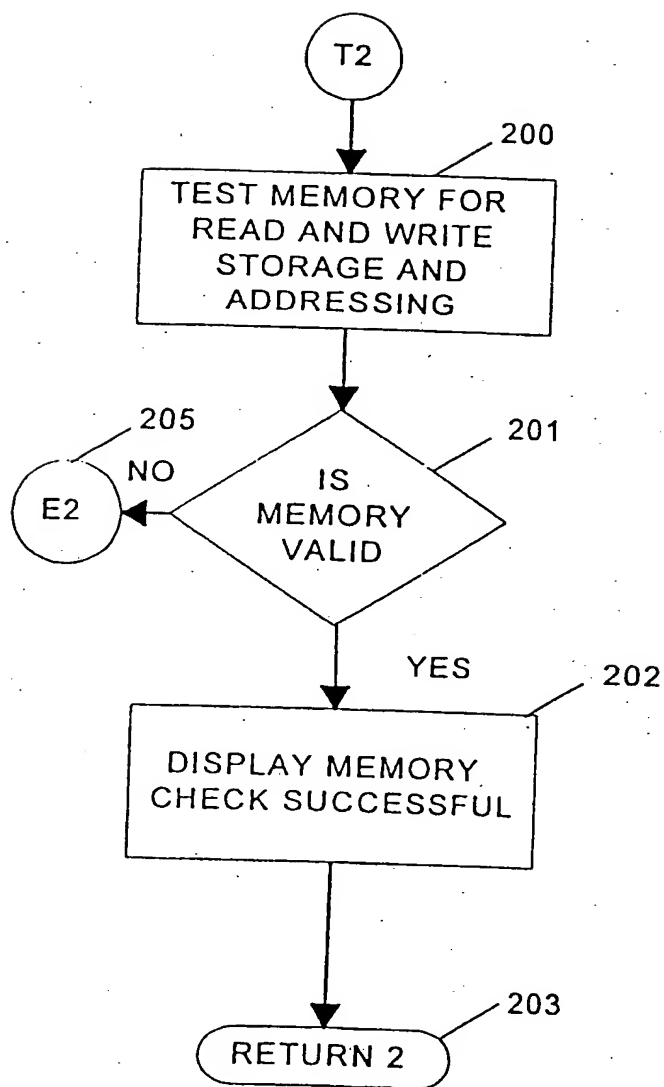 T2
200
TEST MEMORY FOR
READ AND WRITE
STORAGE AND
ADDRESSING
205
201
NO
E2
IS
MEMORY
VALID
YES
202
DISPLAY MEMORY
CHECK SUCCESSFUL
203
RETURN 2